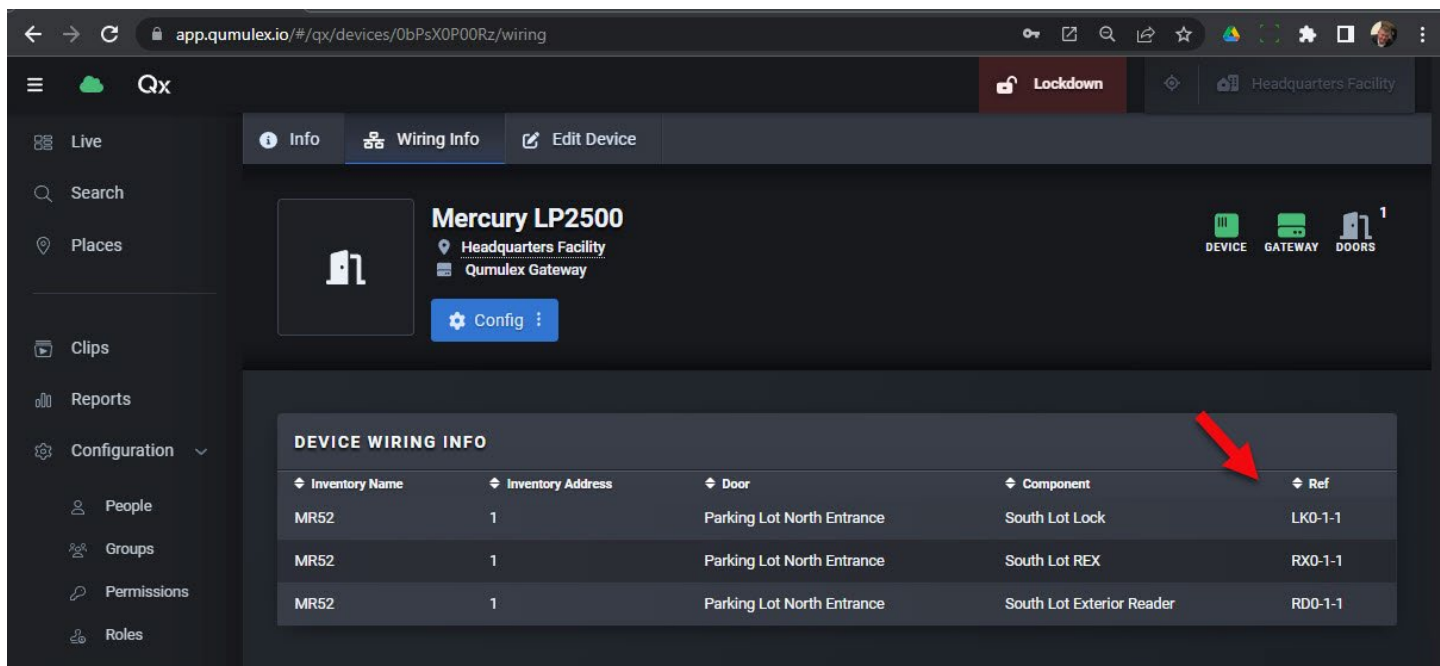 app.qumulex.io/#/qx/devices/0bPsX0P00Rz/wiring
Qx
Lockdown
Headquarters Facility
Live
Search
Places
Clips
Reports
Configuration
People
Groups
Permissions
Roles
Info
Wiring Info
Edit Device
Mercury LP2500
Headquarters Facility
Qumulex Gateway
Config
DEVICE
GATEWAY
DOORS
1
DEVICE WIRING INFO
Inventory Name Inventory Address Door Component Ref
MR52 1 Parking Lot North Entrance South Lot Lock LK0-1-1
MR52 1 Parking Lot North Entrance South Lot REX RX0-1-1
MR52 1 Parking Lot North Entrance South Lot Exterior Reader RD0-1-1